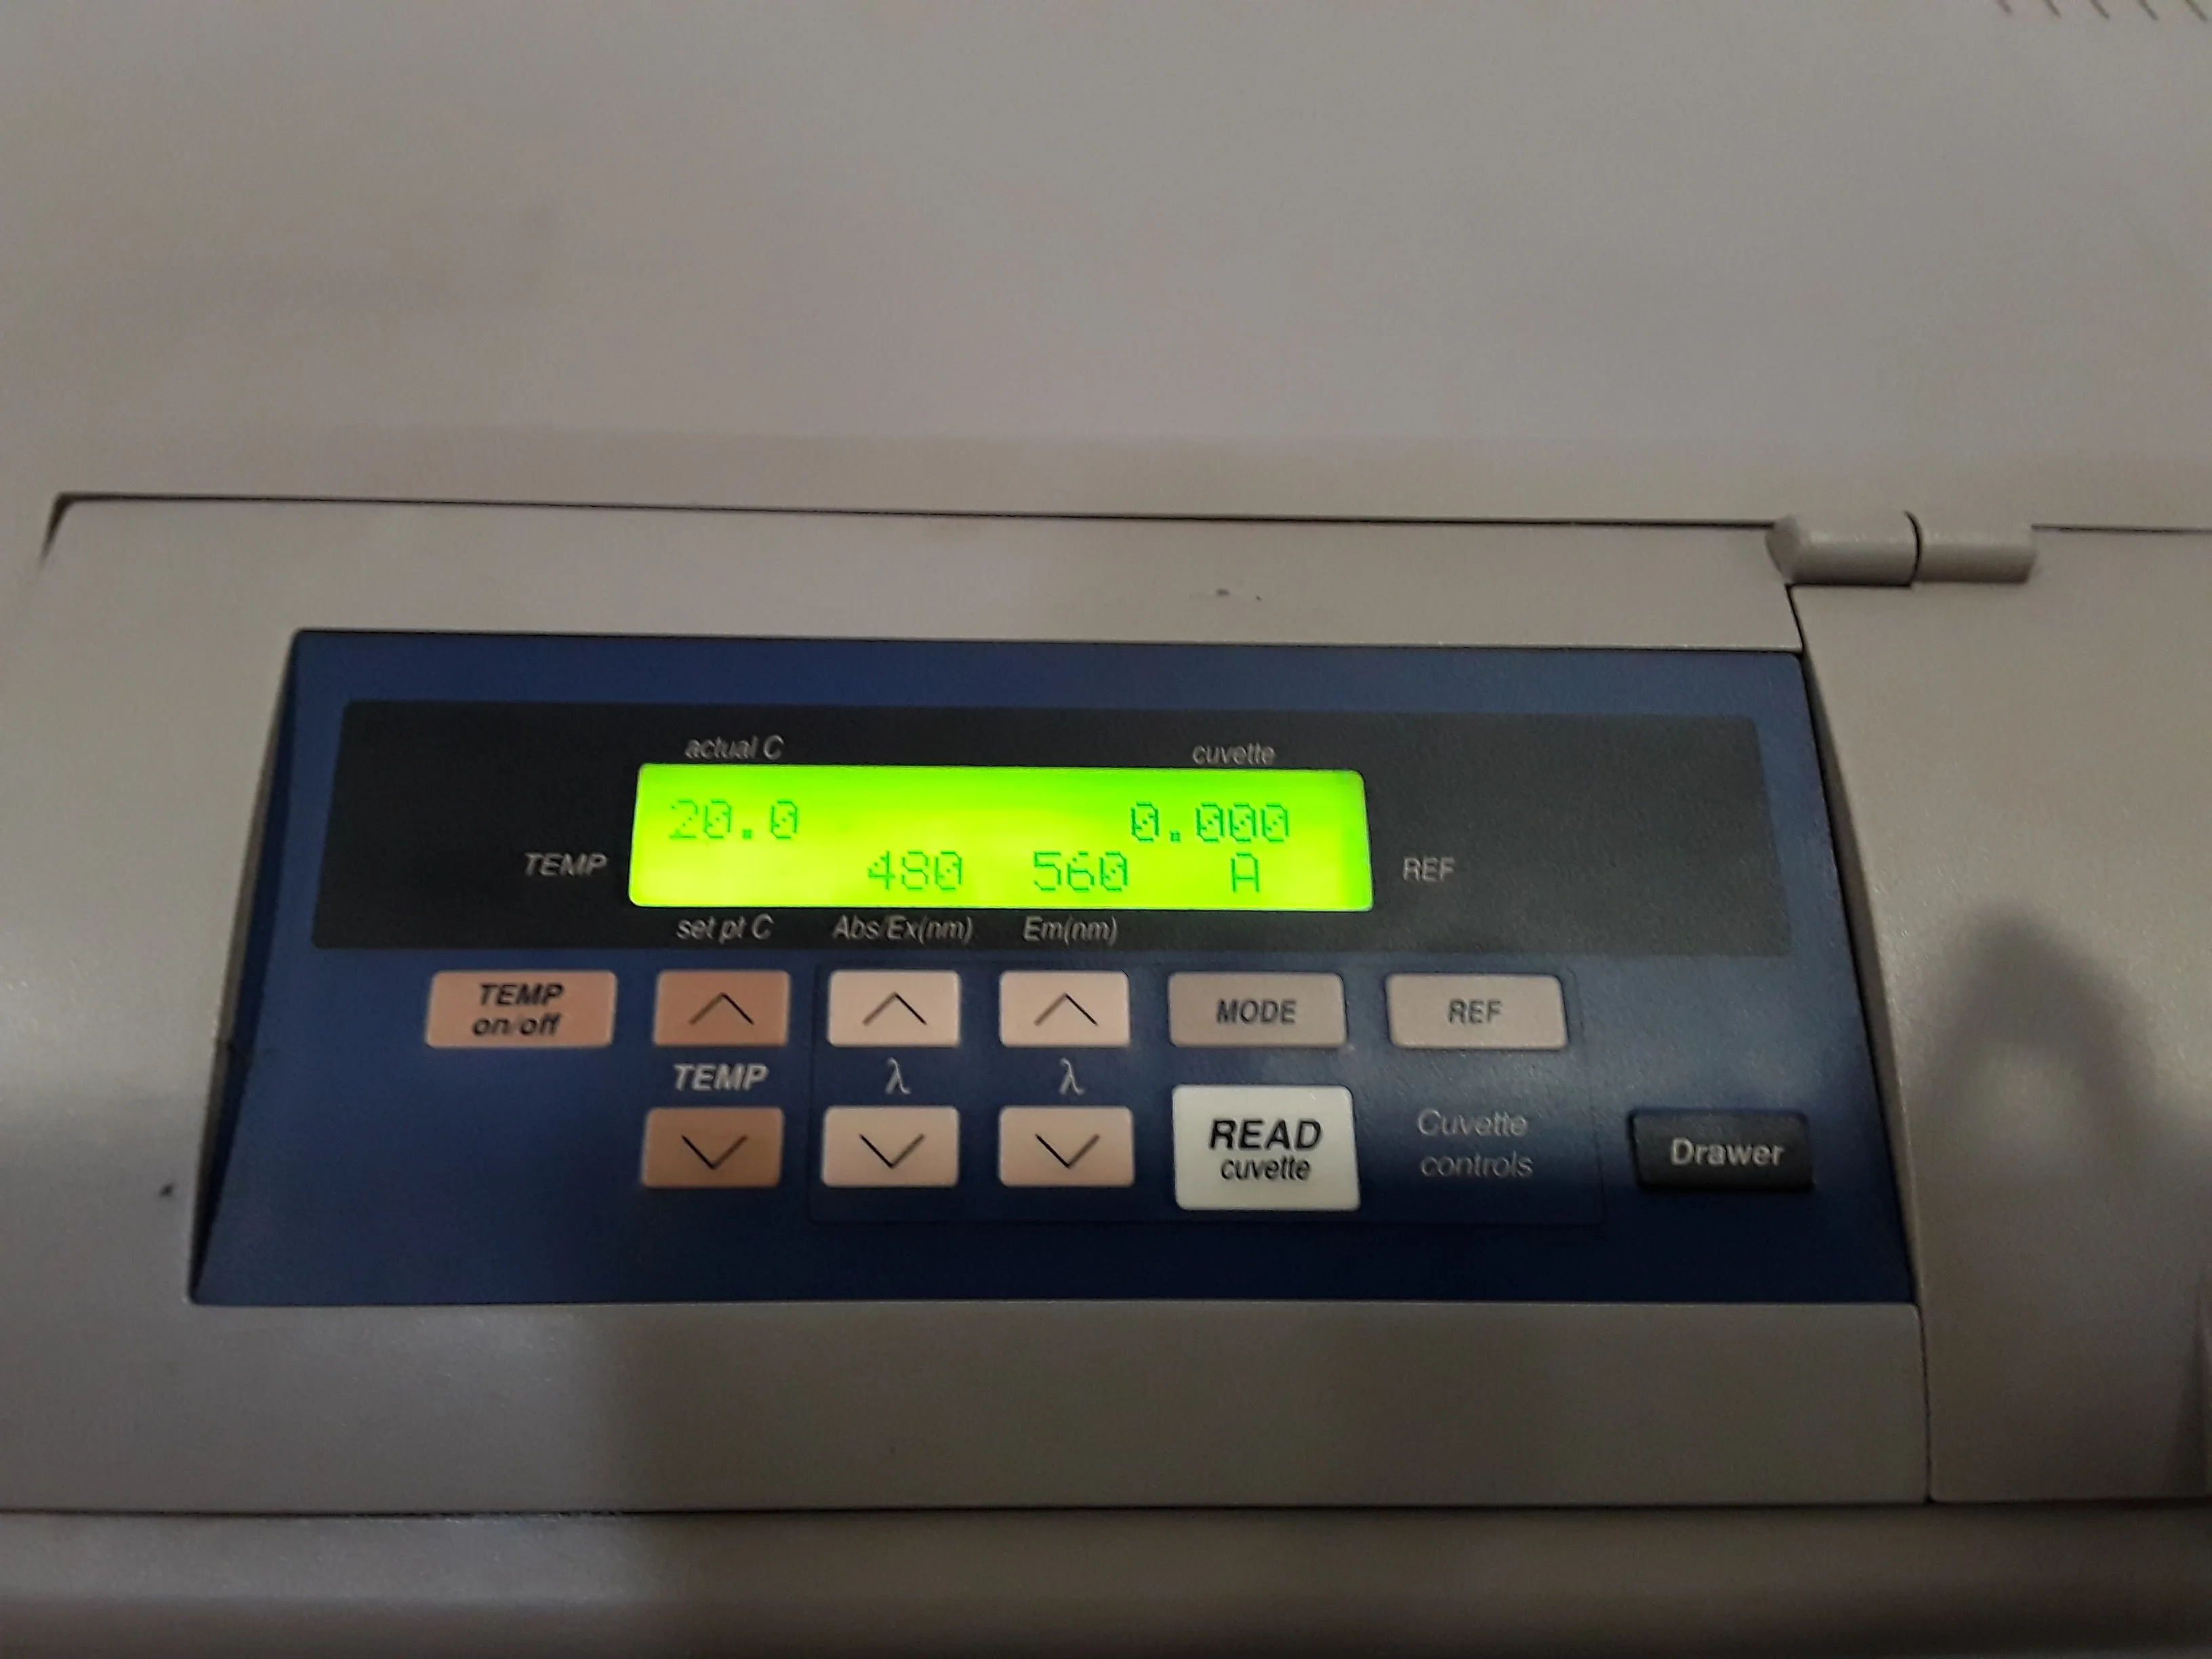 actual C cuvette
20.0 0.000
TEMP 480 560 A REF
set pt C Abs/Ex(nm) Em(nm)
TEMP on/off
MODE
REF
TEMP λ λ
READ
cuvette
Cuvette
controls
Drawer